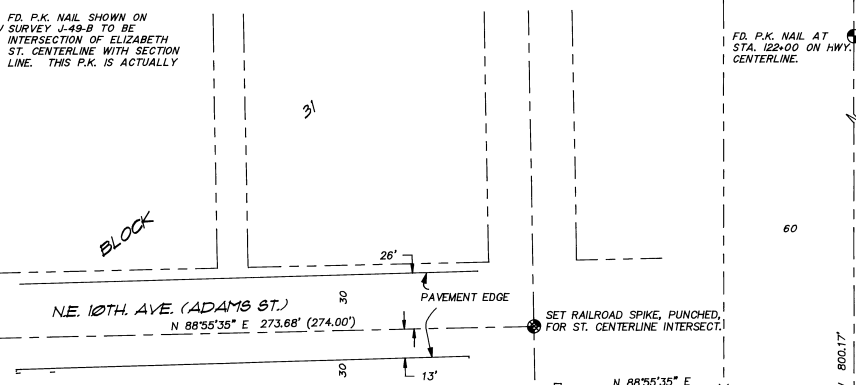 FD. P.K. NAIL SHOWN ON
SURVEY J-49-B TO BE
INTERSECTION OF ELIZABETH
ST. CENTERLINE WITH SECTION
LINE. THIS P.K. IS ACTUALLY
FD. P.K. NAIL AT
STA. 122+00 ON HWY.
CENTERLINE.
31
BLOCK
60
26'
N.E. 10TH. AVE. (ADAMS ST.)
30
PAVEMENT EDGE
N 88°55'35" E 273.68' (274.00')
SET RAILROAD SPIKE, PUNCHED,
FOR ST. CENTERLINE INTERSECT.
30
13'
N 88°55'35" E
800.17'